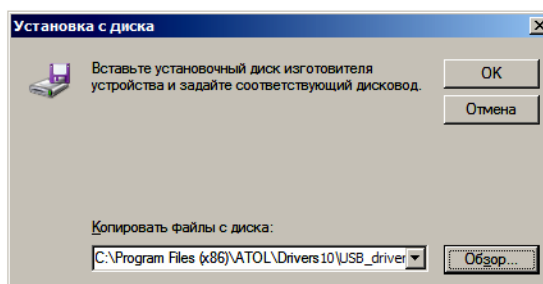 Установка с диска
Вставьте установочный диск изготовителя
устройства и задайте соответствующий дисковод.
OK
Отмена
Копировать файлы с диска:
C:\Program Files (x86)\ATOL\Drivers10\USB_driver
Обзор...